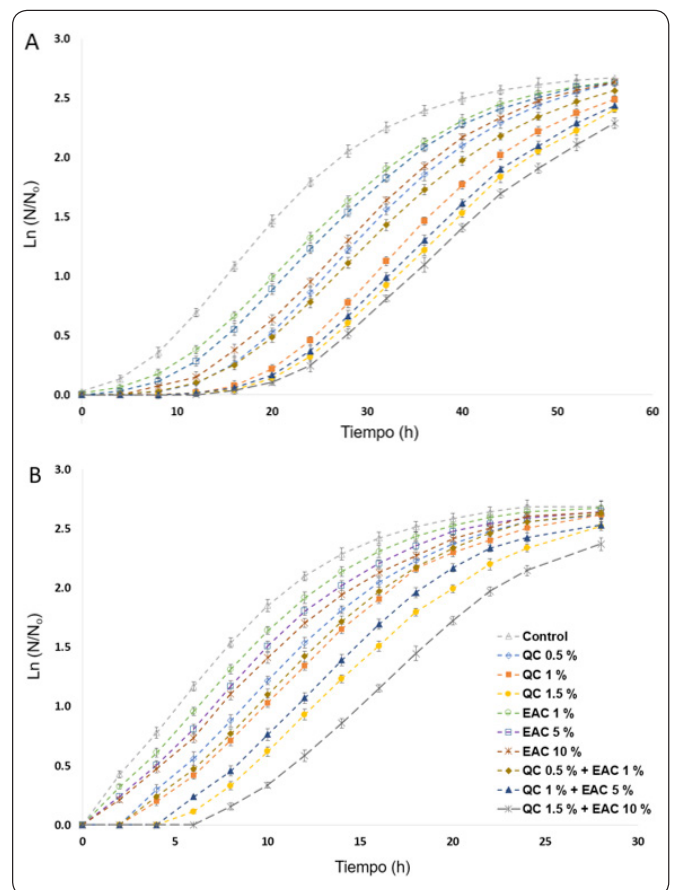 A
3.0
2.5
2.0
1.5
1.0
0.5
0.0
Ln (N/N₀)
0 10 20 30 40 50 60
Tiempo (h)
B
3.0
2.5
2.0
1.5
1.0
0.5
0.0
Ln (N/N₀)
Control
QC 0.5 %
QC 1 %
QC 1.5 %
EAC 1 %
EAC 5 %
EAC 10 %
QC 0.5 % + EAC 1 %
QC 1 % + EAC 5 %
QC 1.5 % + EAC 10 %
0 5 10 15 20 25 30
Tiempo (h)